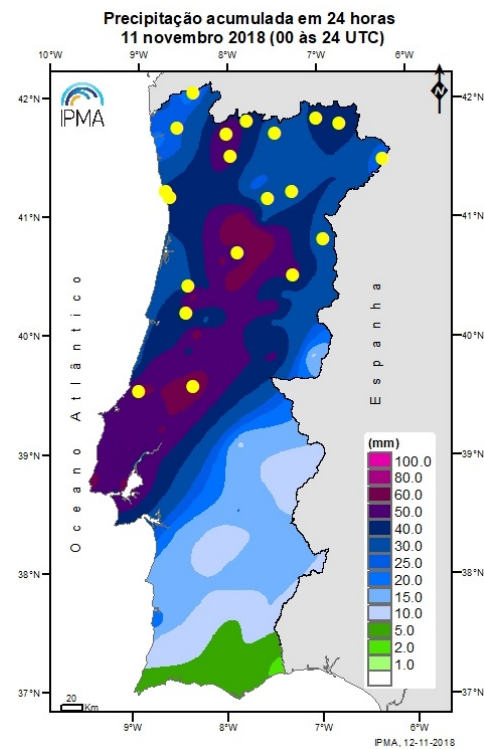 Precipitação acumulada em 24 horas
11 novembro 2018 (00 às 24 UTC)
10°W 9°W 8°W 7°W 6°W
42°N 42°N
IPMA
N
41°N 41°N
Oceano Atlântico
Espanha
40°N 40°N
39°N 39°N
(mm)
100.0
80.0
60.0
50.0
40.0
30.0
25.0
20.0
15.0
10.0
5.0
2.0
1.0
38°N 38°N
37°N 37°N
20
Km
9°W 8°W 7°W 6°W
IPMA, 12-11-2018